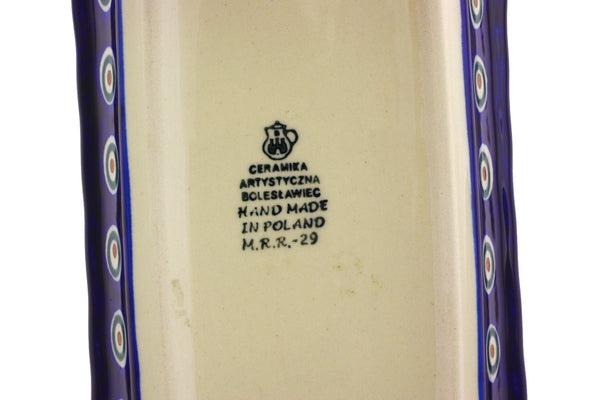 CERAMIKA
ARTYSTYCZNA
BOLESŁAWIEC
HAND MADE
IN POLAND
M.R.R.-29